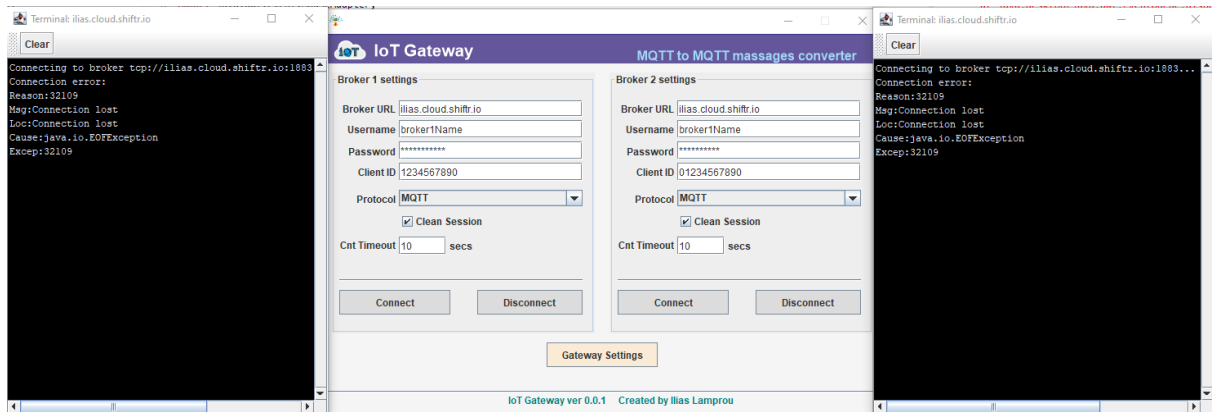 Terminal: ilias.cloud.shiftr.io
Clear
Connecting to broker tcp://ilias.cloud.shiftr.io:1883
Connection error:
Reason:32109
Msg:Connection lost
Loc:Connection lost
Cause:java.io.EOFException
Excep:32109
IoT IoT Gateway
MQTT to MQTT massages converter
Broker 1 settings
Broker URL ilias.cloud.shiftr.io
Username broker1Name
Password ***********
Client ID 1234567890
Protocol MQTT
Clean Session
Cnt Timeout 10 secs
Connect Disconnect
Broker 2 settings
Broker URL ilias.cloud.shiftr.io
Username broker1Name
Password **********
Client ID 01234567890
Protocol MQTT
Clean Session
Cnt Timeout 10 secs
Connect Disconnect
Gateway Settings
IoT Gateway ver 0.0.1 Created by Ilias Lamprou
Terminal: ilias.cloud.shiftr.io
Clear
Connecting to broker tcp://ilias.cloud.shiftr.io:1883...
Connection error:
Reason:32109
Msg:Connection lost
Loc:Connection lost
Cause:java.io.EOFException
Excep:32109